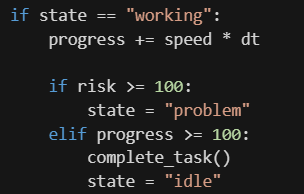 if state == "working":
    progress += speed * dt

    if risk >= 100:
        state = "problem"
    elif progress >= 100:
        complete_task()
        state = "idle"